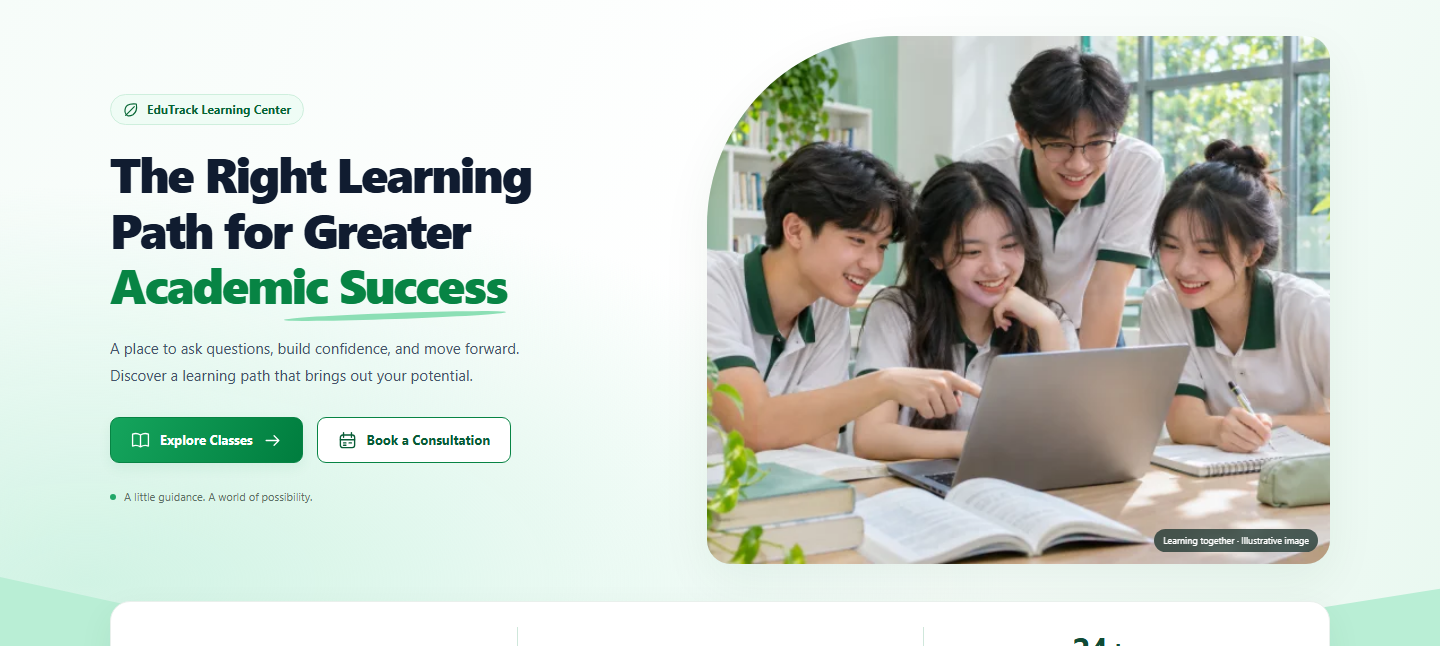 EduTrack Learning Center
The Right Learning
Path for Greater
Academic Success
A place to ask questions, build confidence, and move forward.
Discover a learning path that brings out your potential.
Explore Classes
Book a Consultation
A little guidance. A world of possibility.
Learning together · Illustrative image